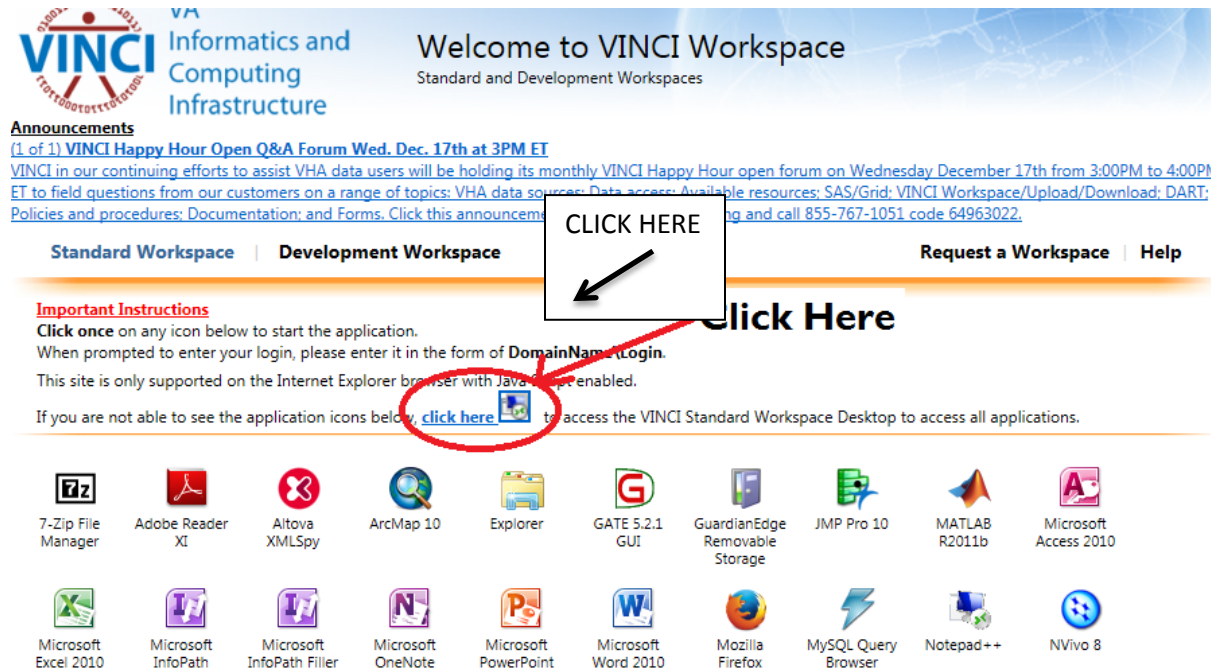 VA
VINCI
Informatics and
Computing
Infrastructure
Welcome to VINCI Workspace
Standard and Development Workspaces
Announcements
(1 of 1) VINCI Happy Hour Open Q&A Forum Wed. Dec. 17th at 3PM ET
VINCI in our continuing efforts to assist VHA data users will be holding its monthly VINCI Happy Hour open forum on Wednesday December 17th from 3:00PM to 4:00PM
ET to field questions from our customers on a range of topics: VHA data sources; Data access; Available resources; SAS/Grid; VINCI Workspace/Upload/Download; DART;
Policies and procedures; Documentation; and Forms. Click this announceme ng and call 855-767-1051 code 64963022.
CLICK HERE
Standard Workspace | Development Workspace
Request a Workspace | Help
Important Instructions
Click once on any icon below to start the application.
Click Here
When prompted to enter your login, please enter it in the form of DomainName\Login.
This site is only supported on the Internet Explorer browser with Java Script enabled.
If you are not able to see the application icons below, click here to access the VINCI Standard Workspace Desktop to access all applications.
7-Zip File Manager
Adobe Reader XI
Altova XMLSpy
ArcMap 10
Explorer
GATE 5.2.1 GUI
GuardianEdge Removable Storage
JMP Pro 10
MATLAB R2011b
Microsoft Access 2010
Microsoft Excel 2010
Microsoft InfoPath
Microsoft InfoPath Filler
Microsoft OneNote
Microsoft PowerPoint
Microsoft Word 2010
Mozilla Firefox
MySQL Query Browser
Notepad++
NVivo 8